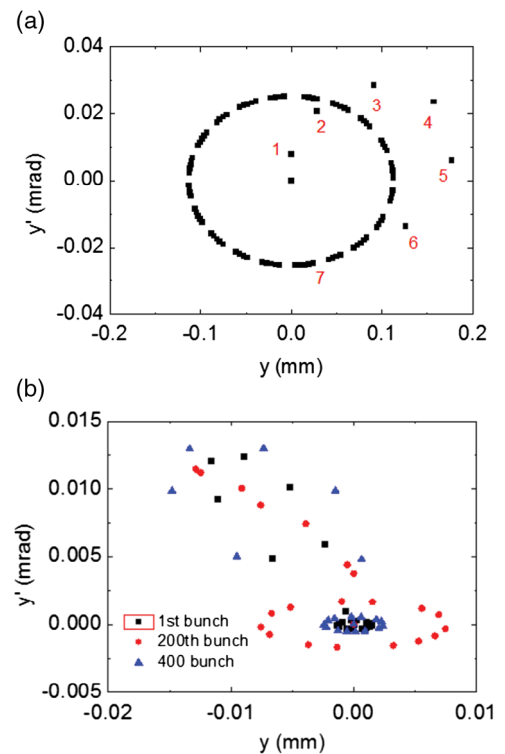 (a)
0.04
0.02
0.00
-0.02
-0.04
y' (mrad)
1
2
3
4
5
6
7
-0.2
-0.1
0.0
0.1
0.2
y (mm)
(b)
0.015
0.010
0.005
0.000
-0.005
y' (mrad)
1st bunch
200th bunch
400 bunch
-0.02
-0.01
0.00
0.01
y (mm)